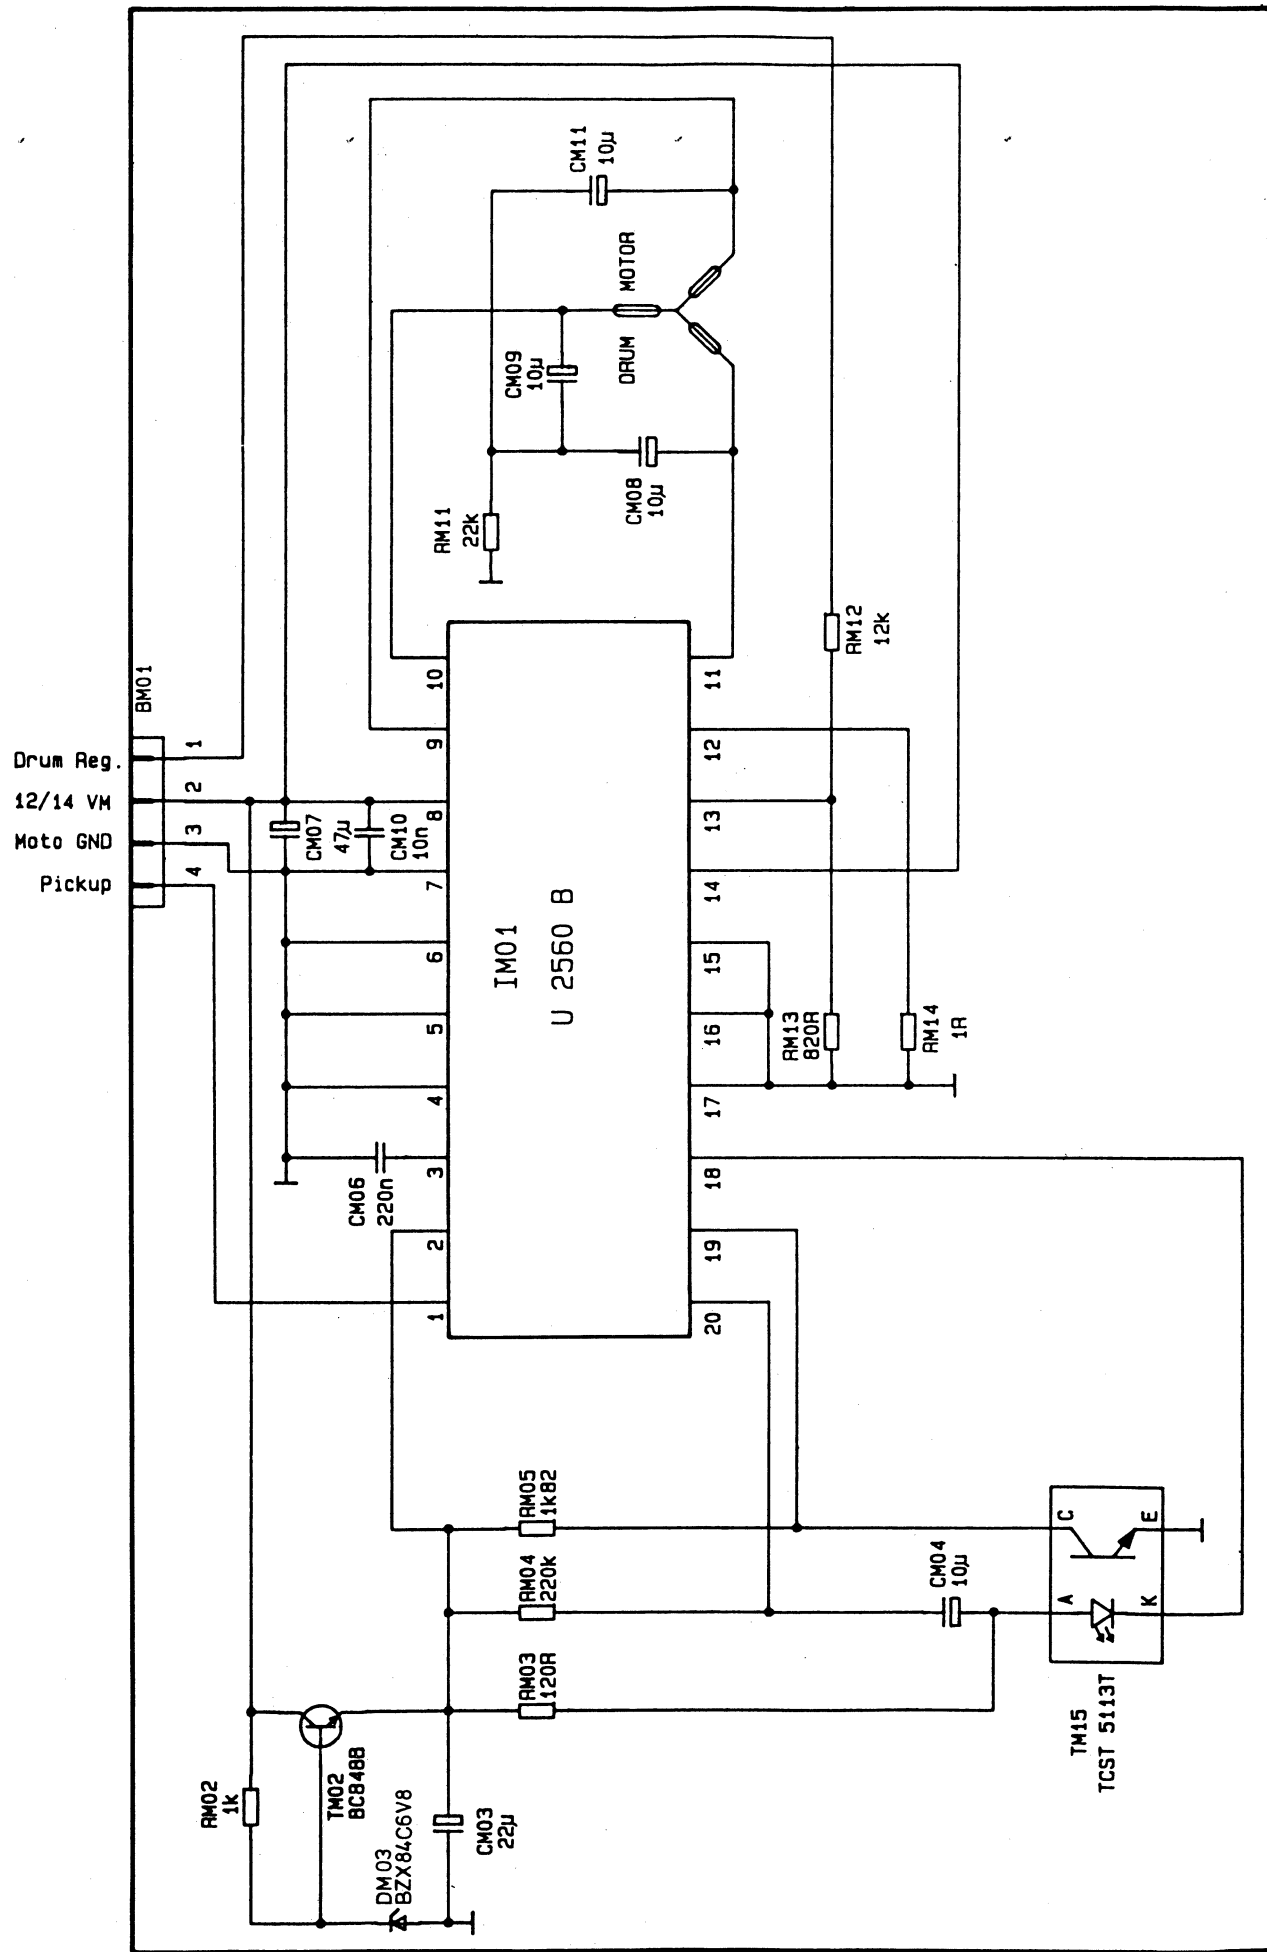 CM11
10µ
MOTOR
DRUM
CM09
10µ
CM08
10µ
RM11
22k
RM12
12k
BM01
Drum Reg.
12/14 VM
Moto GND
Pickup
1
2
3
4
CM07
47µ
CM10
10n
10
9
8
7
6
5
4
3
2
1
IM01
U 2560 B
11
12
13
14
15
16
17
18
19
20
RM13
820R
RM14
1R
CM06
220n
RM05
1k82
RM04
220k
RM03
120R
CM04
10µ
C
E
A
K
TM15
TCST 5113T
RM02
1k
TM02
BC848B
DM03
BZX84C6V8
CM03
22µ